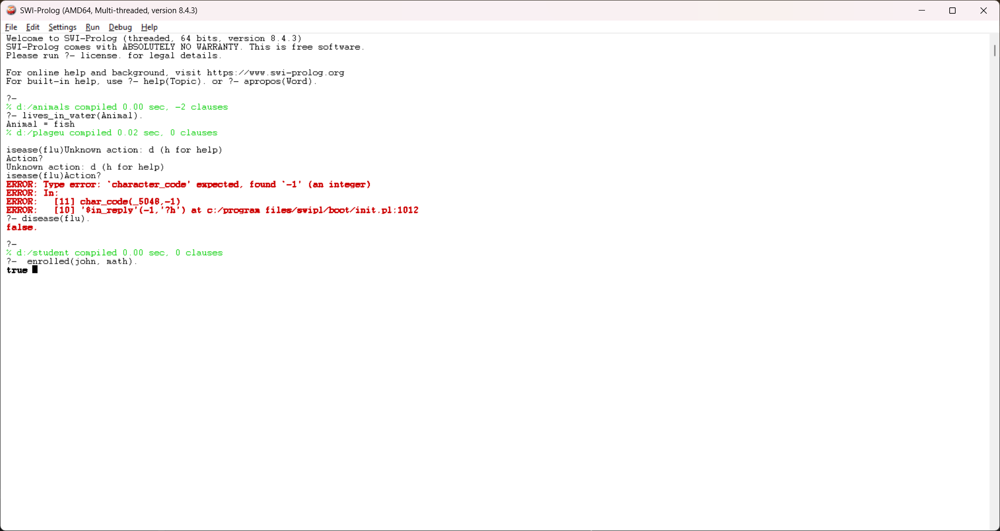 SWI-Prolog (AMD64, Multi-threaded, version 8.4.3)
File Edit Settings Run Debug Help
Welcome to SWI-Prolog (threaded, 64 bits, version 8.4.3)
SWI-Prolog comes with ABSOLUTELY NO WARRANTY. This is free software.
Please run ?- license. for legal details.
For online help and background, visit https://www.swi-prolog.org
For built-in help, use ?- help(Topic). or ?- apropos(Word).
?-
% d:/animals compiled 0.00 sec, -2 clauses
?- lives_in_water(Animal).
Animal = fish
% d:/plageu compiled 0.02 sec, 0 clauses
isease(flu)Unknown action: d (h for help)
Action?
Unknown action: d (h for help)
isease(flu)Action?
ERROR: Type error: `character_code' expected, found `-1' (an integer)
ERROR: In:
ERROR:   [11] char_code(_5048,-1)
ERROR:   [10] '$in_reply'(-1,'?h') at c:/program files/swipl/boot/init.pl:1012
?- disease(flu).
false.
?-
% d:/student compiled 0.00 sec, 0 clauses
?-  enrolled(john, math).
true